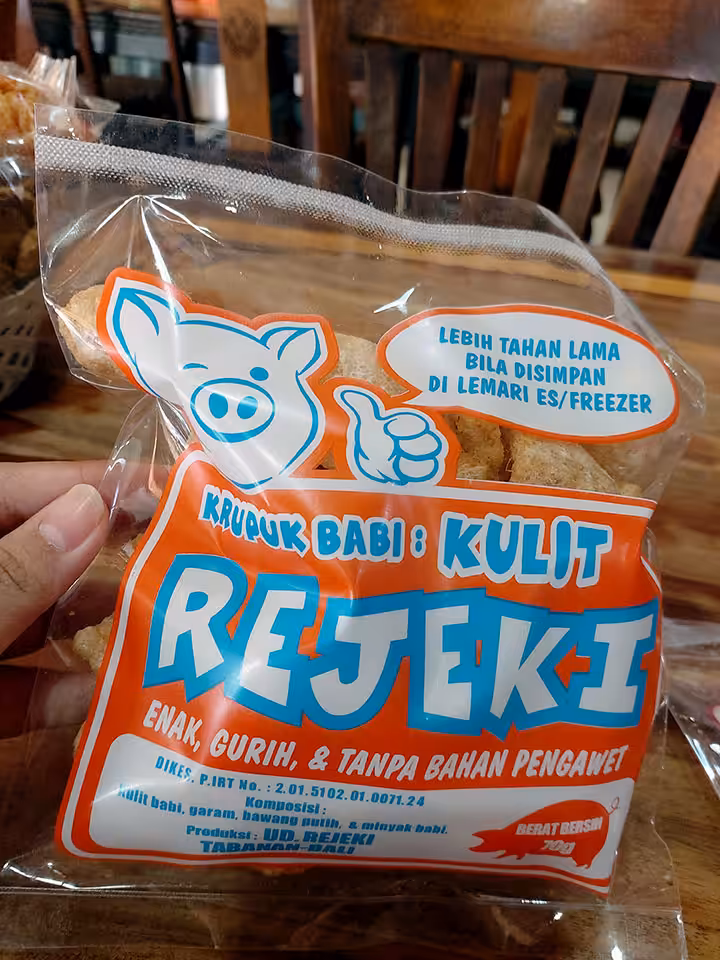 LEBIH TAHAN LAMA
BILA DISIMPAN
DI LEMARI ES/FREEZER
KRUPUK BABI : KULIT
REJEKI
ENAK, GURIH, & TANPA BAHAN PENGAWET
DIKES. P.IRT No. : 2.01.5102.01.0071.24
Komposisi :
Kulit babi, garam, bawang putih, & minyak babi.
Produksi : UD. REJEKI
TABANAN-BALI
BERAT BERSIH
70g